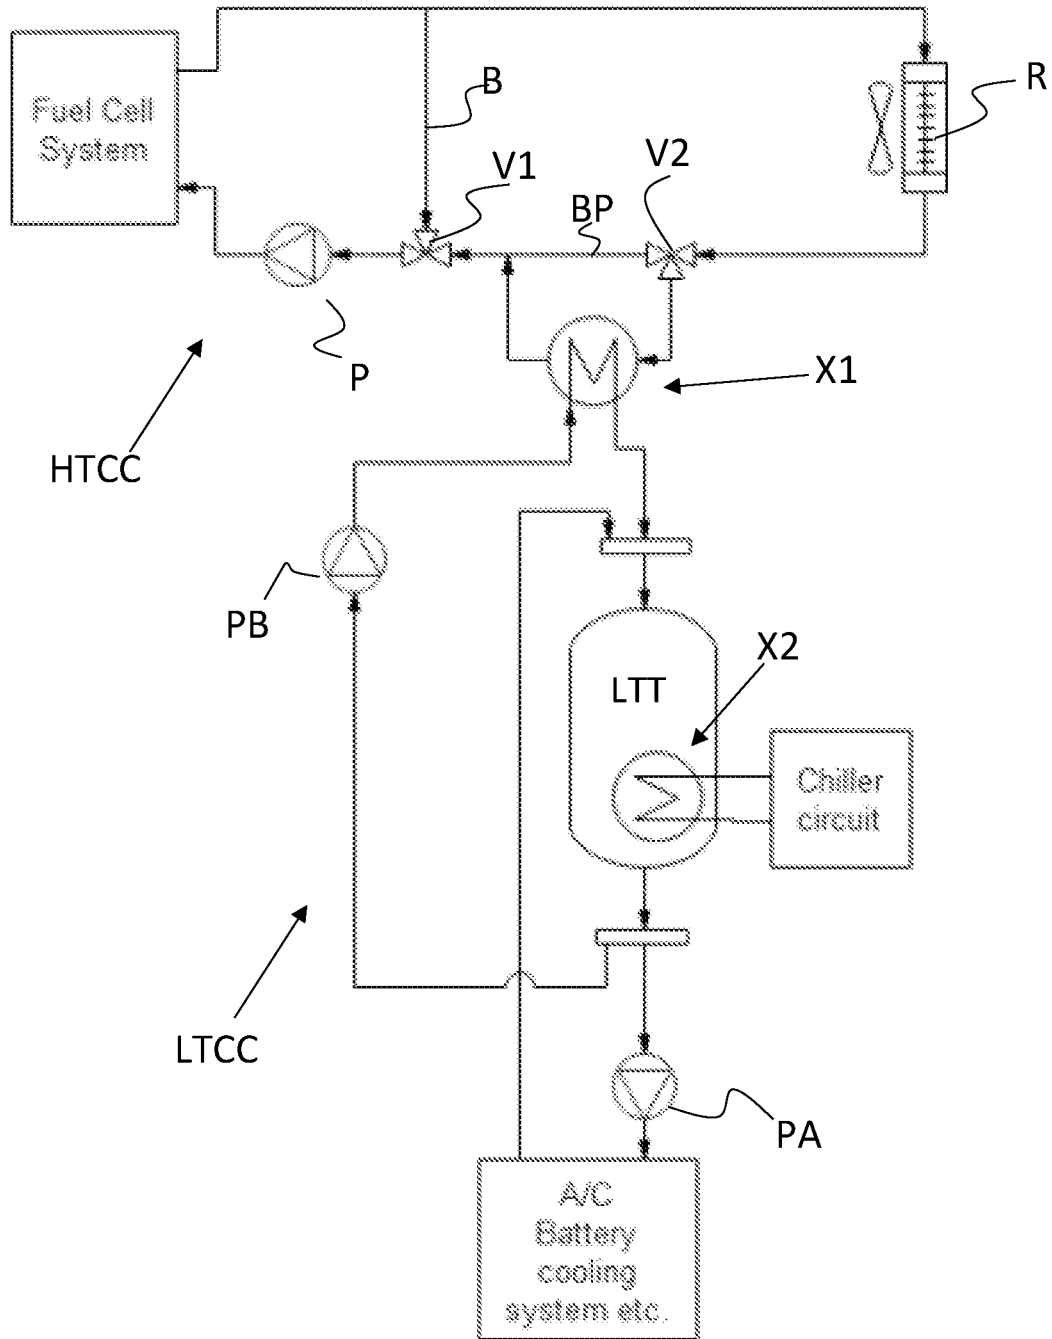 Fuel Cell
System
B
R
V1
V2
BP
P
X1
HTCC
PB
X2
LTT
Chiller
circuit
LTCC
PA
A/C
Battery
cooling
system etc.